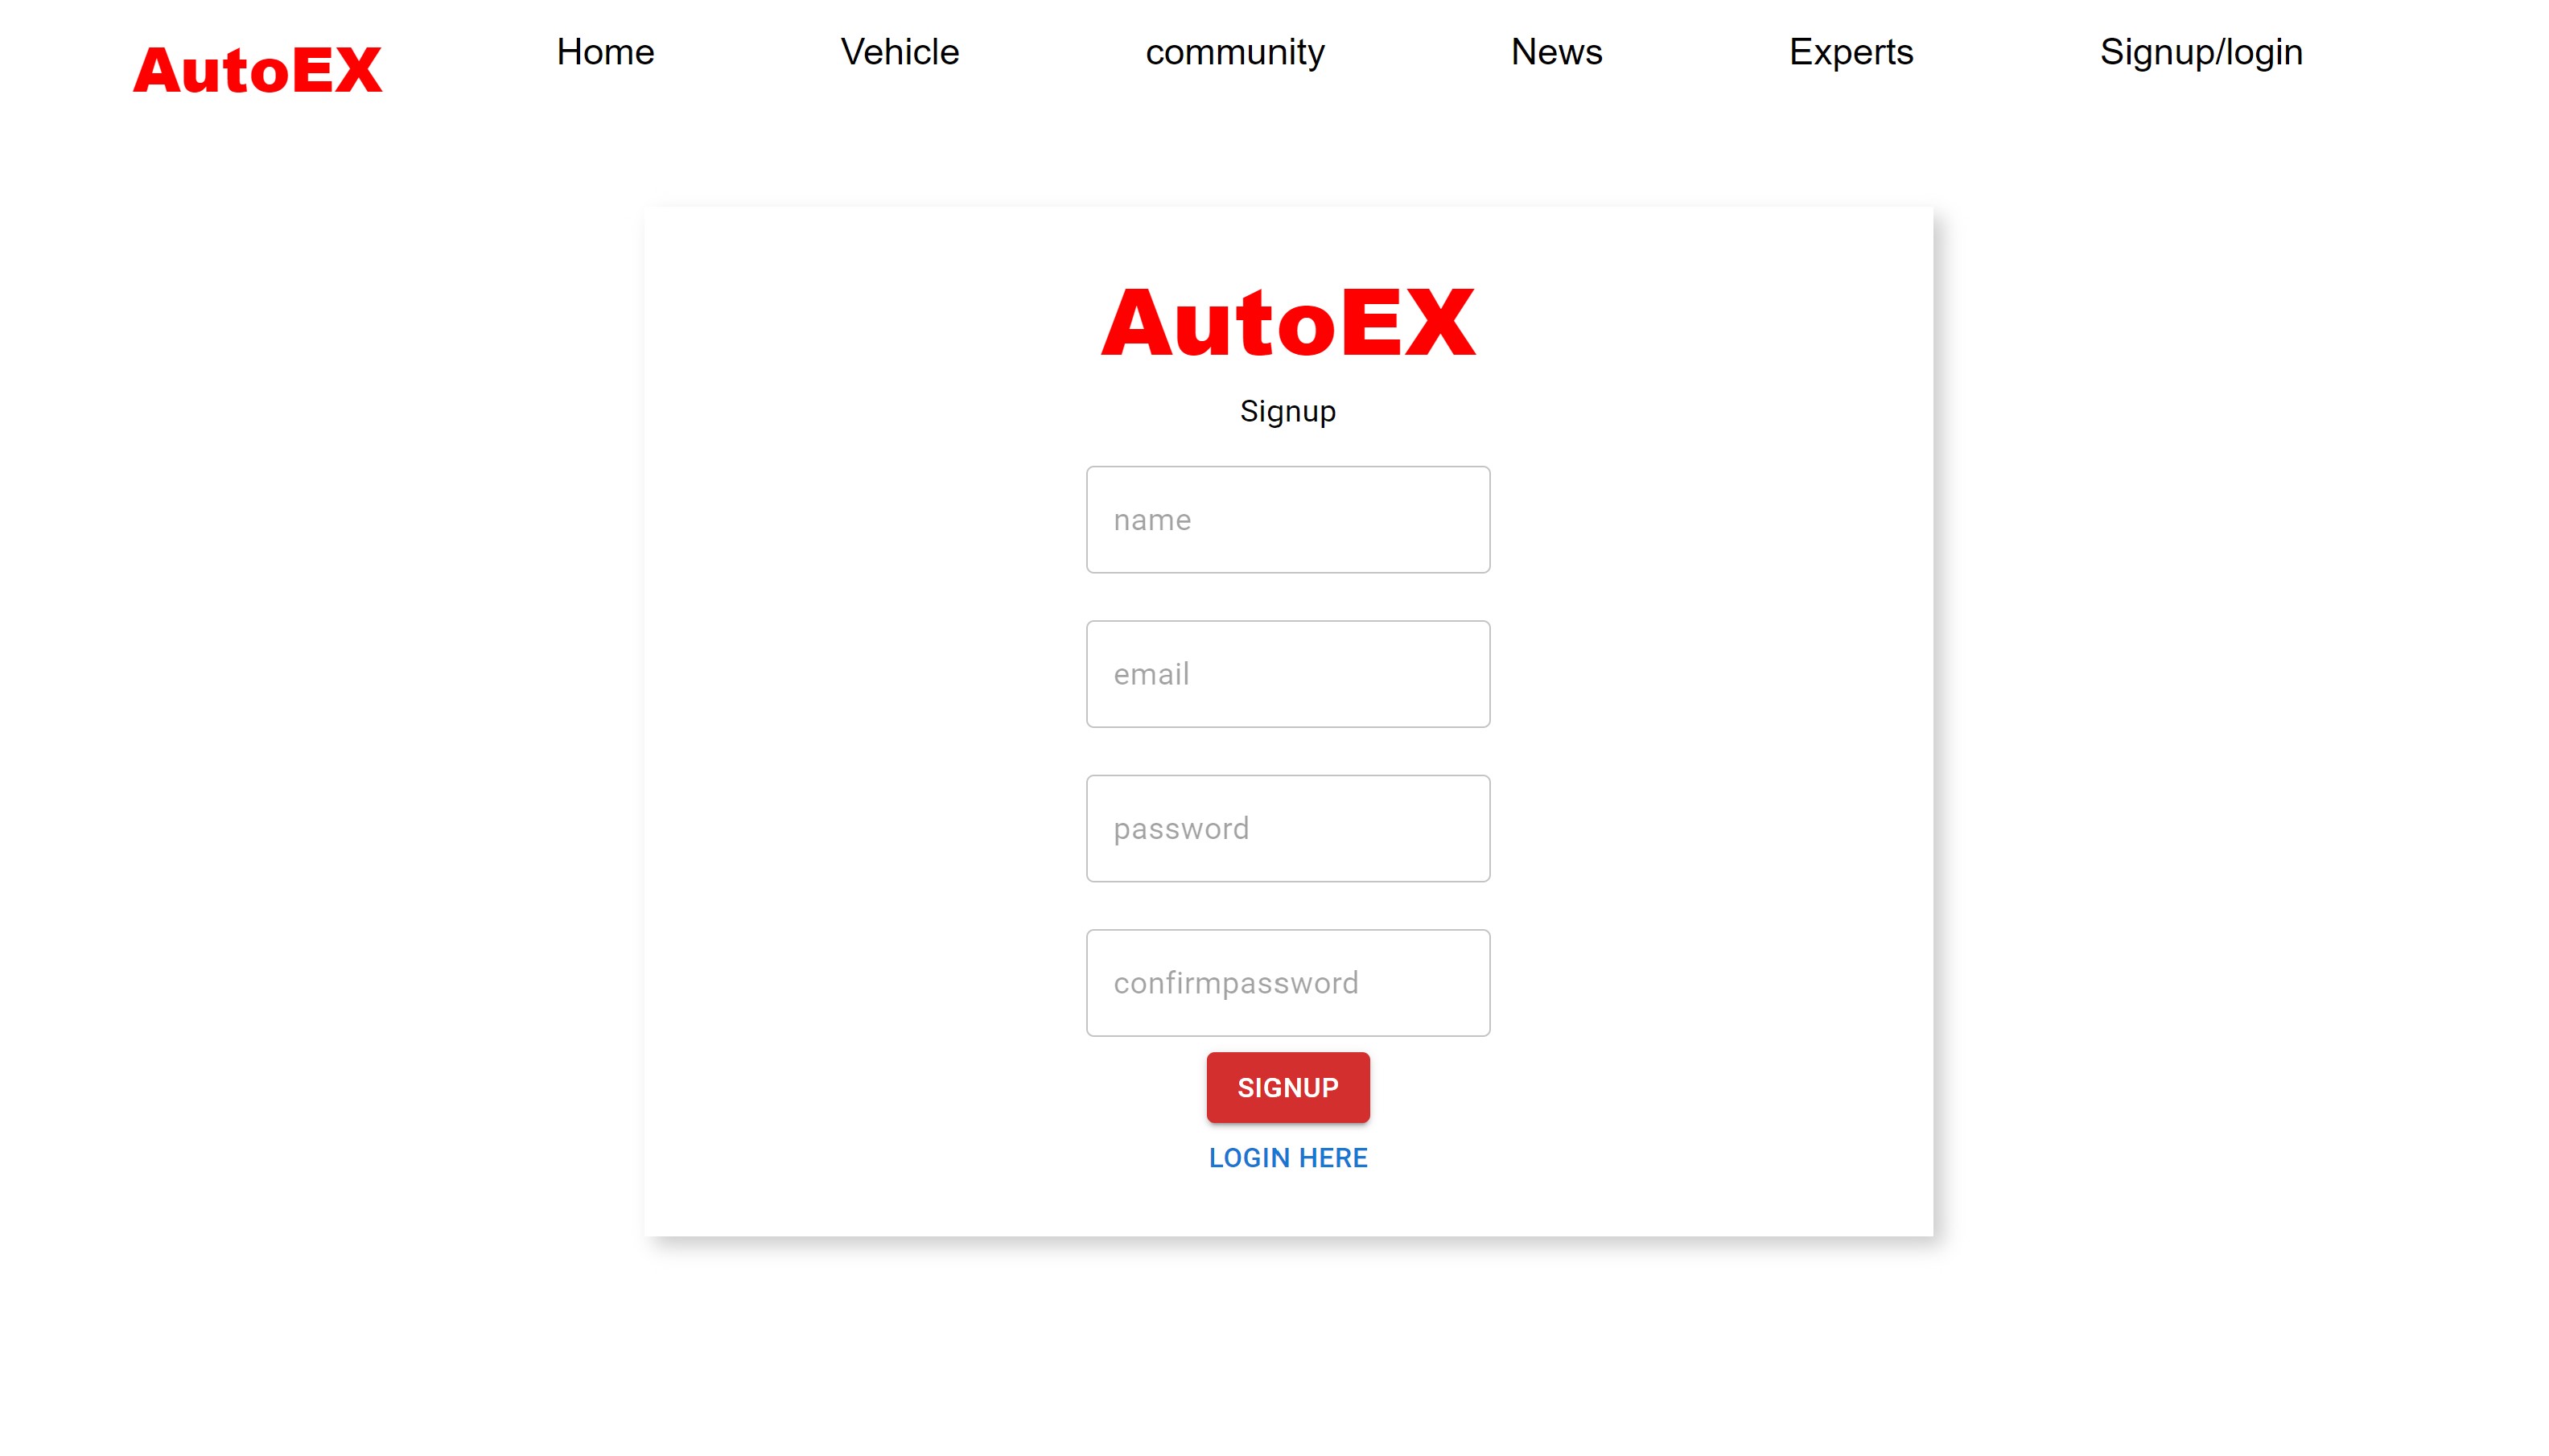 AutoEX Home Vehicle community News Experts Signup/login
AutoEX
Signup
name
email
password
confirmpassword
SIGNUP
LOGIN HERE